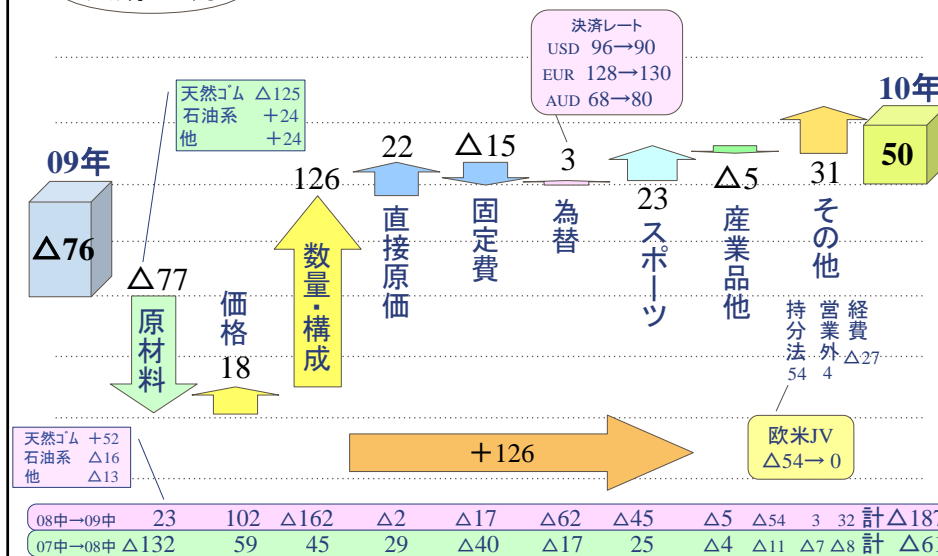 決済レート
USD 96→90
EUR 128→130
AUD 68→80
天然ゴム △125
石油系 +24
他 +24
09年
10年
△76
△77
原材料
価格
18
126
数量・構成
22
直接原価
△15
固定費
3
為替
23
スポーツ
△5
産業品他
31
その他
50
持分法
54
営業外
4
経費
△27
欧米JV
△54→ 0
+126
天然ゴム +52
石油系 △16
他 △13
08中→09中 23 102 △162 △2 △17 △62 △45 △5 △54 3 32 計△187
07中→08中 △132 59 45 29 △40 △17 25 △4 △11 △7 △8 計